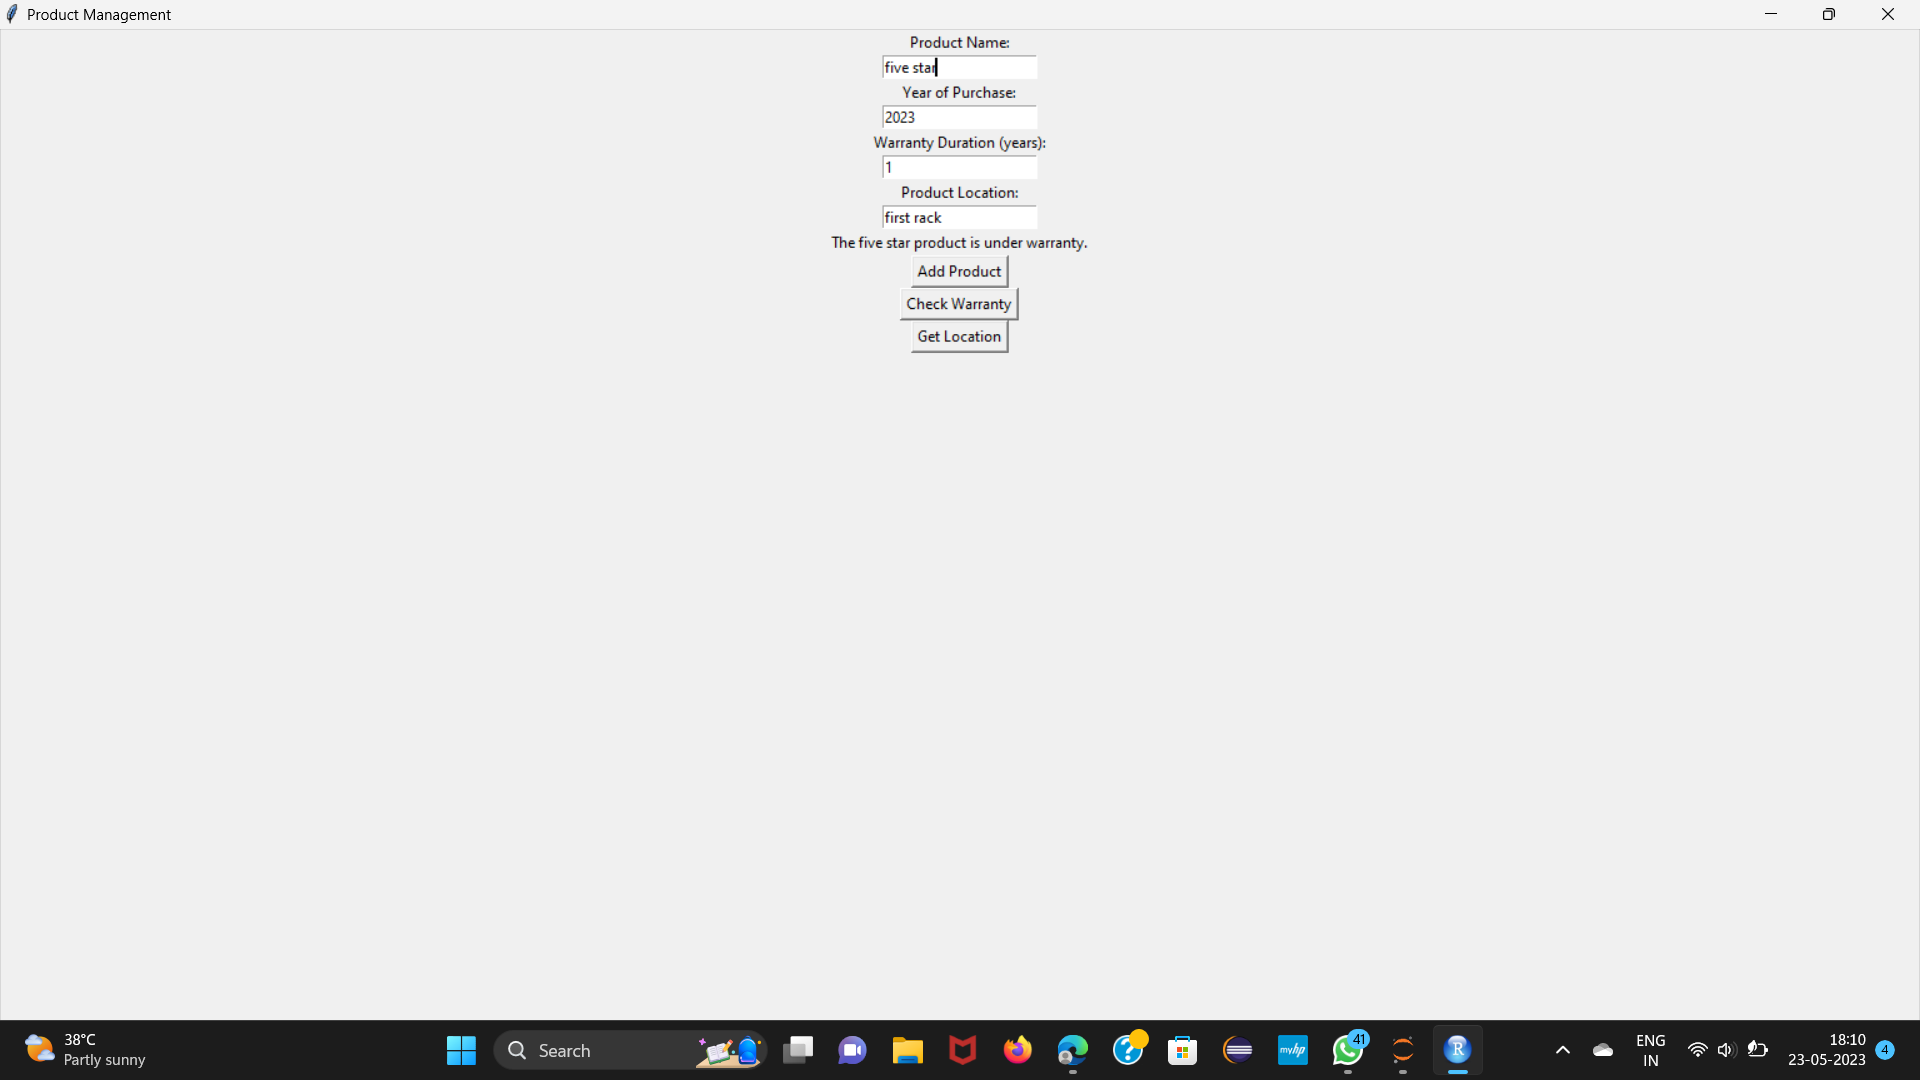 Product Management
Product Name:
five star
Year of Purchase:
2023
Warranty Duration (years):
1
Product Location:
first rack
The five star product is under warranty.
Add Product
Check Warranty
Get Location
38°C
Partly sunny
Search
myhp
41
R
ENG
IN
18:10
23-05-2023
4